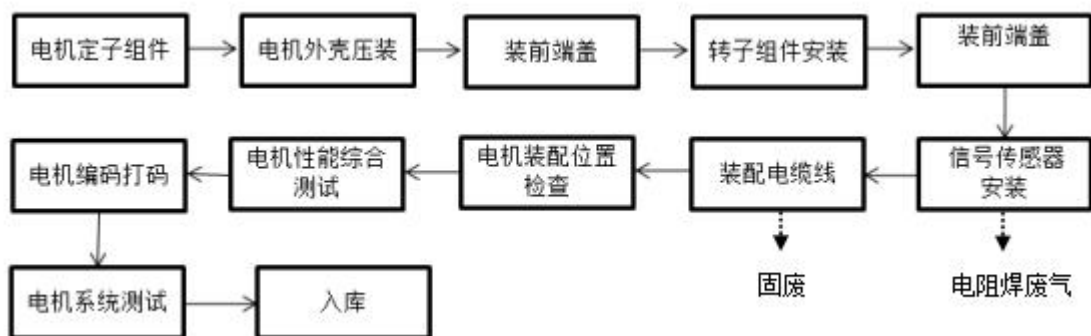 电机定子组件
电机外壳压装
装前端盖
转子组件安装
装前端盖
信号传感器
安装
装配电缆线
电机装配位置
检查
电机性能综合
测试
电机编码打码
固废
电阻焊废气
电机系统测试
入库